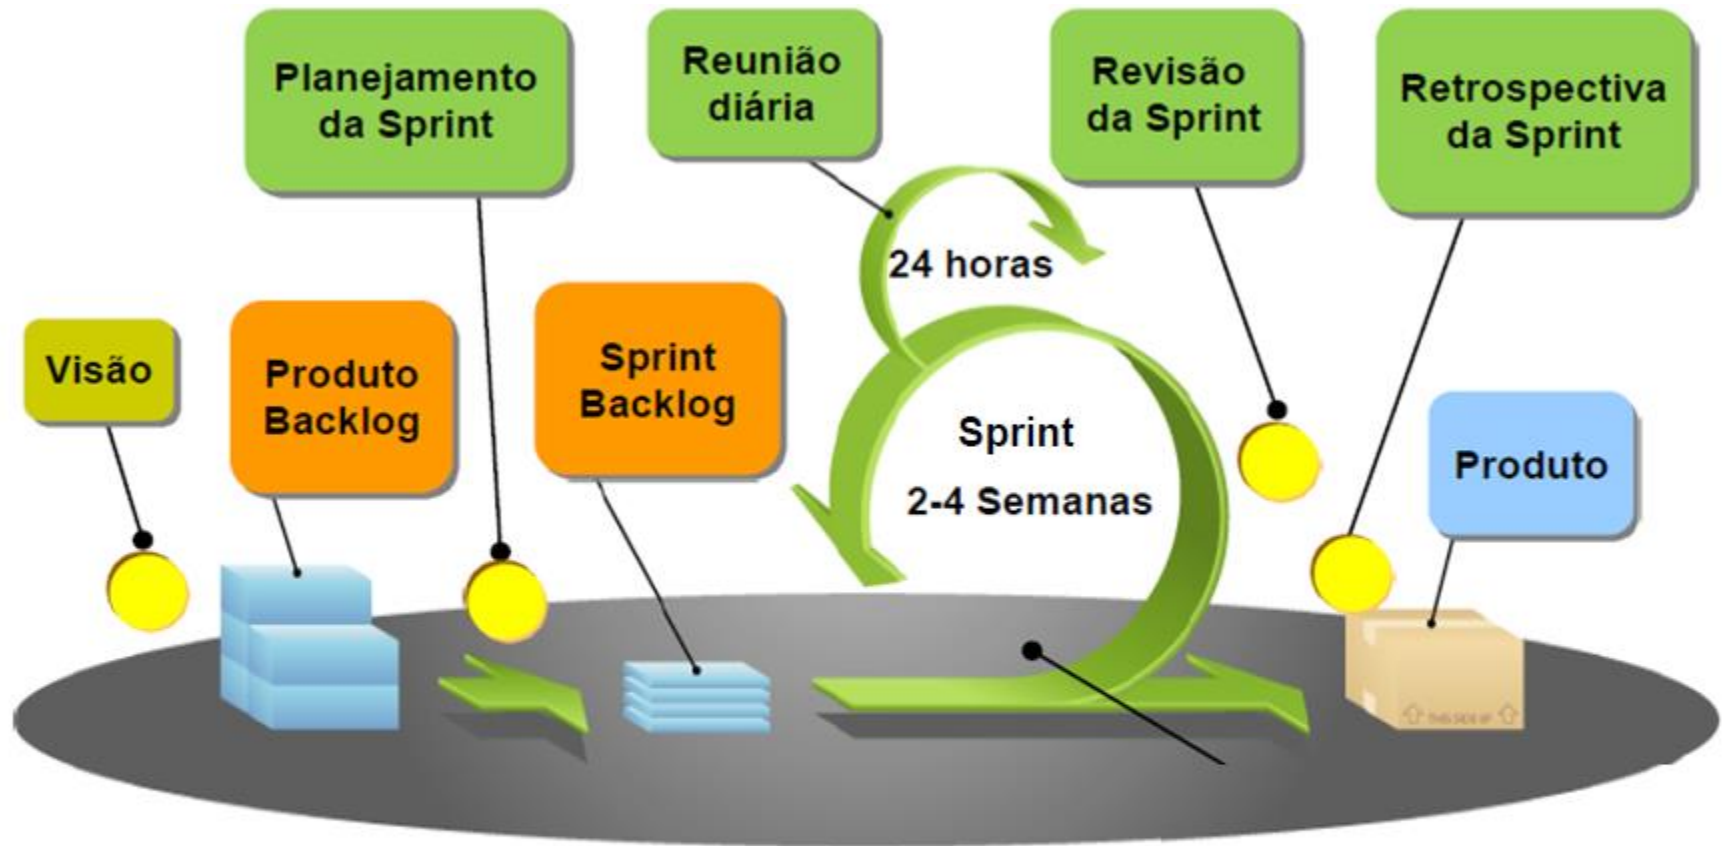 Planejamento
da Sprint
Reunião
diária
Revisão
da Sprint
Retrospectiva
da Sprint
24 horas
Visão
Produto
Backlog
Sprint
Backlog
Sprint
2-4 Semanas
Produto